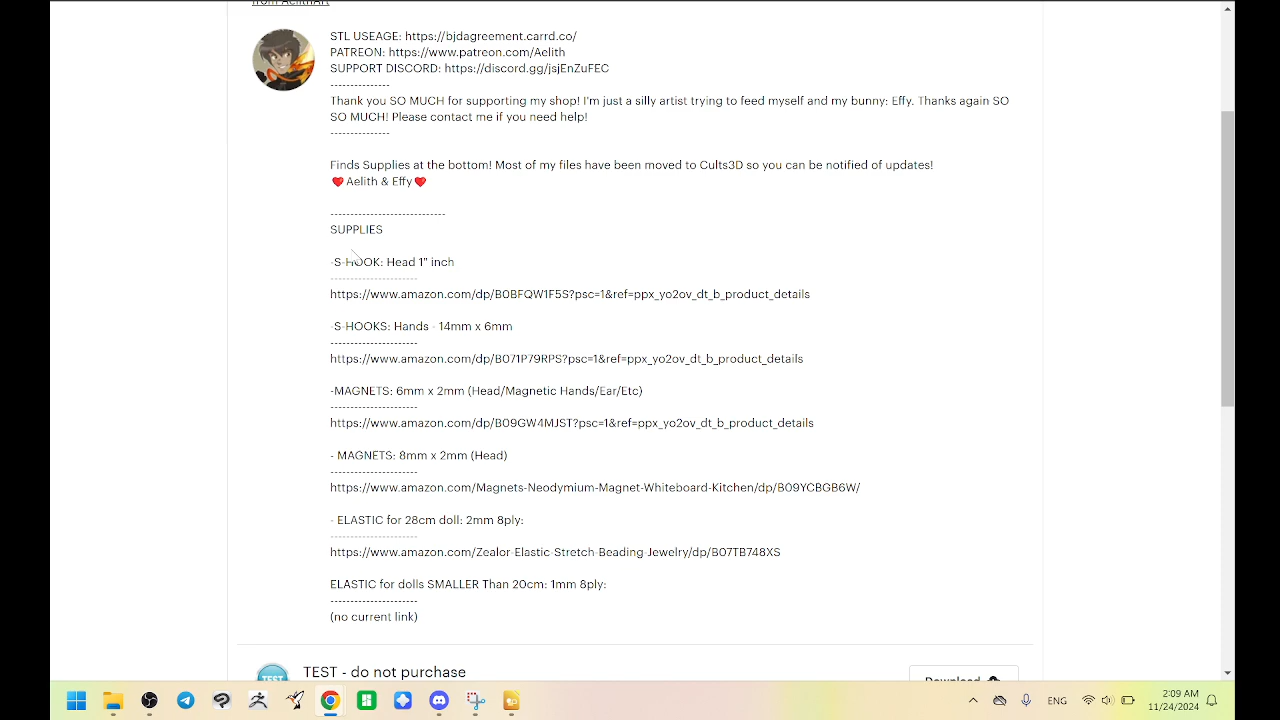 from AelithArt
STL USEAGE: https://bjdagreement.carrd.co/
PATREON: https://www.patreon.com/Aelith
SUPPORT DISCORD: https://discord.gg/jsjEnZuFEC
---------------
Thank you SO MUCH for supporting my shop! I'm just a silly artist trying to feed myself and my bunny: Effy. Thanks again SO
SO MUCH! Please contact me if you need help!
---------------
Finds Supplies at the bottom! Most of my files have been moved to Cults3D so you can be notified of updates!
❤️Aelith & Effy❤️
-----------------------------
SUPPLIES
-S-HOOK: Head 1" inch
----------------------
https://www.amazon.com/dp/B0BFQW1F5S?psc=1&ref=ppx_yo2ov_dt_b_product_details
-S-HOOKS: Hands - 14mm x 6mm
----------------------
https://www.amazon.com/dp/B071P79RPS?psc=1&ref=ppx_yo2ov_dt_b_product_details
-MAGNETS: 6mm x 2mm (Head/Magnetic Hands/Ear/Etc)
----------------------
https://www.amazon.com/dp/B09GW4MJST?psc=1&ref=ppx_yo2ov_dt_b_product_details
- MAGNETS: 8mm x 2mm (Head)
----------------------
https://www.amazon.com/Magnets-Neodymium-Magnet-Whiteboard-Kitchen/dp/B09YCBGB6W/
- ELASTIC for 28cm doll: 2mm 8ply:
----------------------
https://www.amazon.com/Zealor-Elastic-Stretch-Beading-Jewelry/dp/B07TB748XS
ELASTIC for dolls SMALLER Than 20cm: 1mm 8ply:
----------------------
(no current link)
TEST
TEST - do not purchase
Download
ENG
2:09 AM
11/24/2024